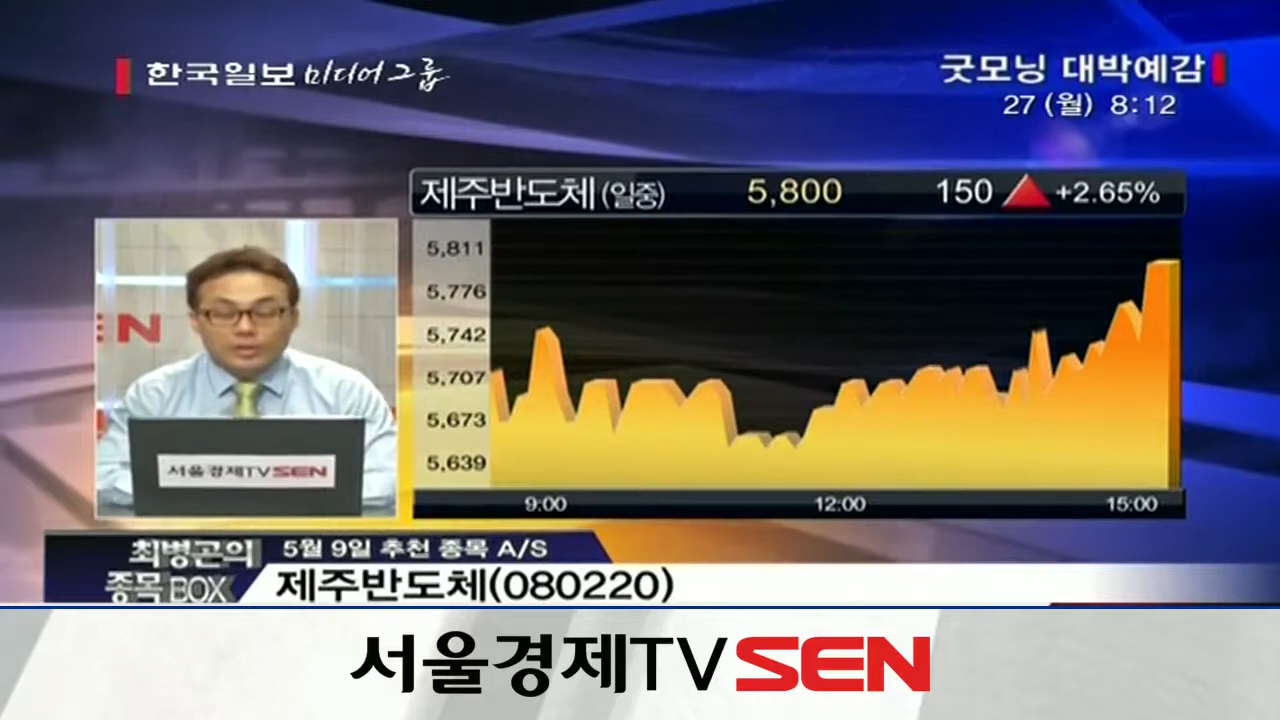 한국일보 미디어그룹
굿모닝 대박예감
27 (월) 8:12
제주반도체 (일중) 5,800 150 ▲ +2.65%
5,811
5,776
5,742
5,707
5,673
5,639
9:00 12:00 15:00
EN
서울경제TV SEN
최병곤의 종목 BOX
5월 9일 추천 종목 A/S
제주반도체(080220)
서울경제TV SEN